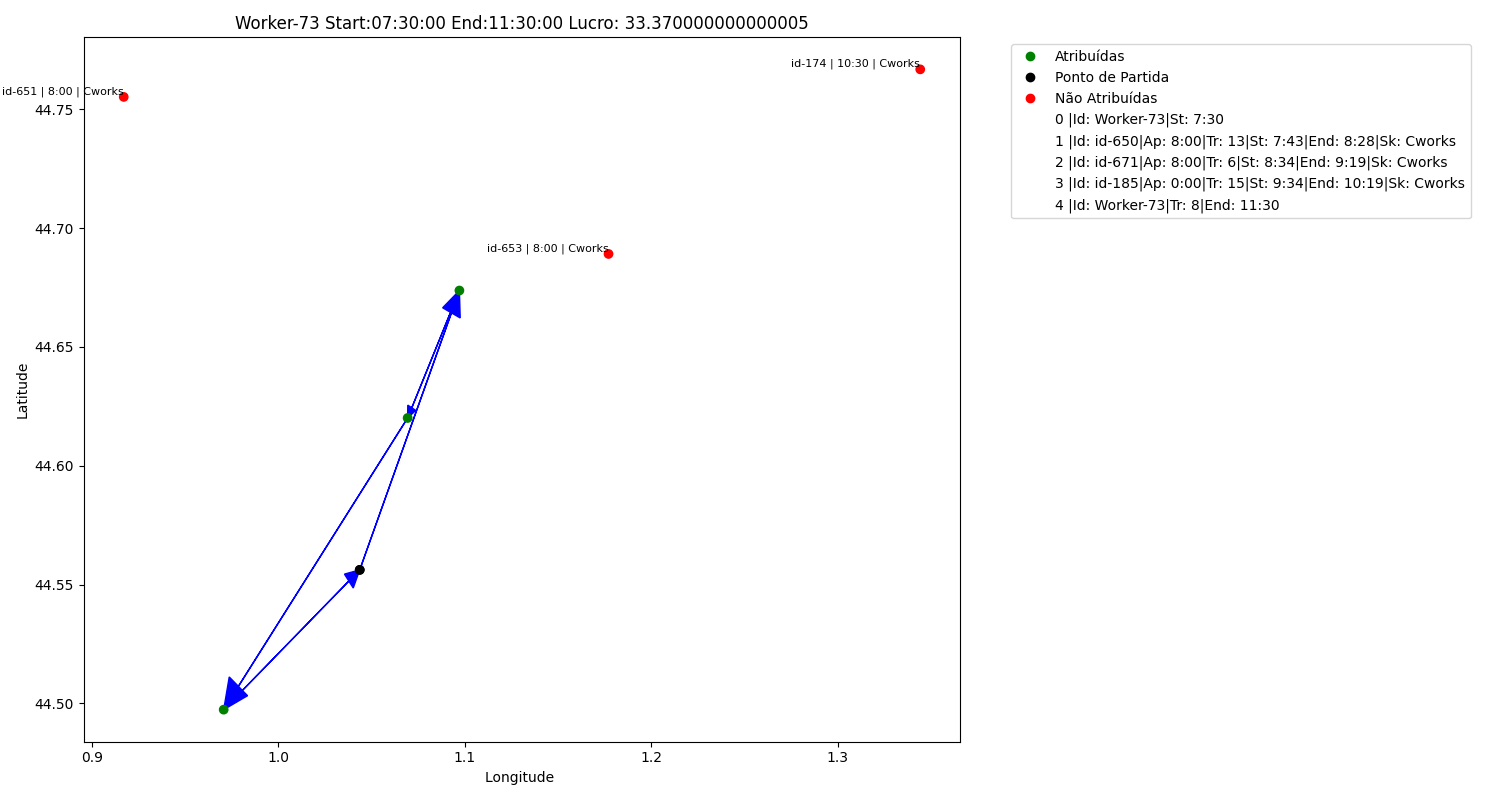 Worker-73 Start:07:30:00 End:11:30:00 Lucro: 33.370000000000005
id-174 | 10:30 | Cworks
id-651 | 8:00 | Cworks
id-653 | 8:00 | Cworks
44.75
44.70
44.65
44.60
44.55
44.50
Latitude
0.9
1.0
1.1
1.2
1.3
Longitude
Atribuídas
Ponto de Partida
Não Atribuídas
0 |Id: Worker-73|St: 7:30
1 |Id: id-650|Ap: 8:00|Tr: 13|St: 7:43|End: 8:28|Sk: Cworks
2 |Id: id-671|Ap: 8:00|Tr: 6|St: 8:34|End: 9:19|Sk: Cworks
3 |Id: id-185|Ap: 0:00|Tr: 15|St: 9:34|End: 10:19|Sk: Cworks
4 |Id: Worker-73|Tr: 8|End: 11:30